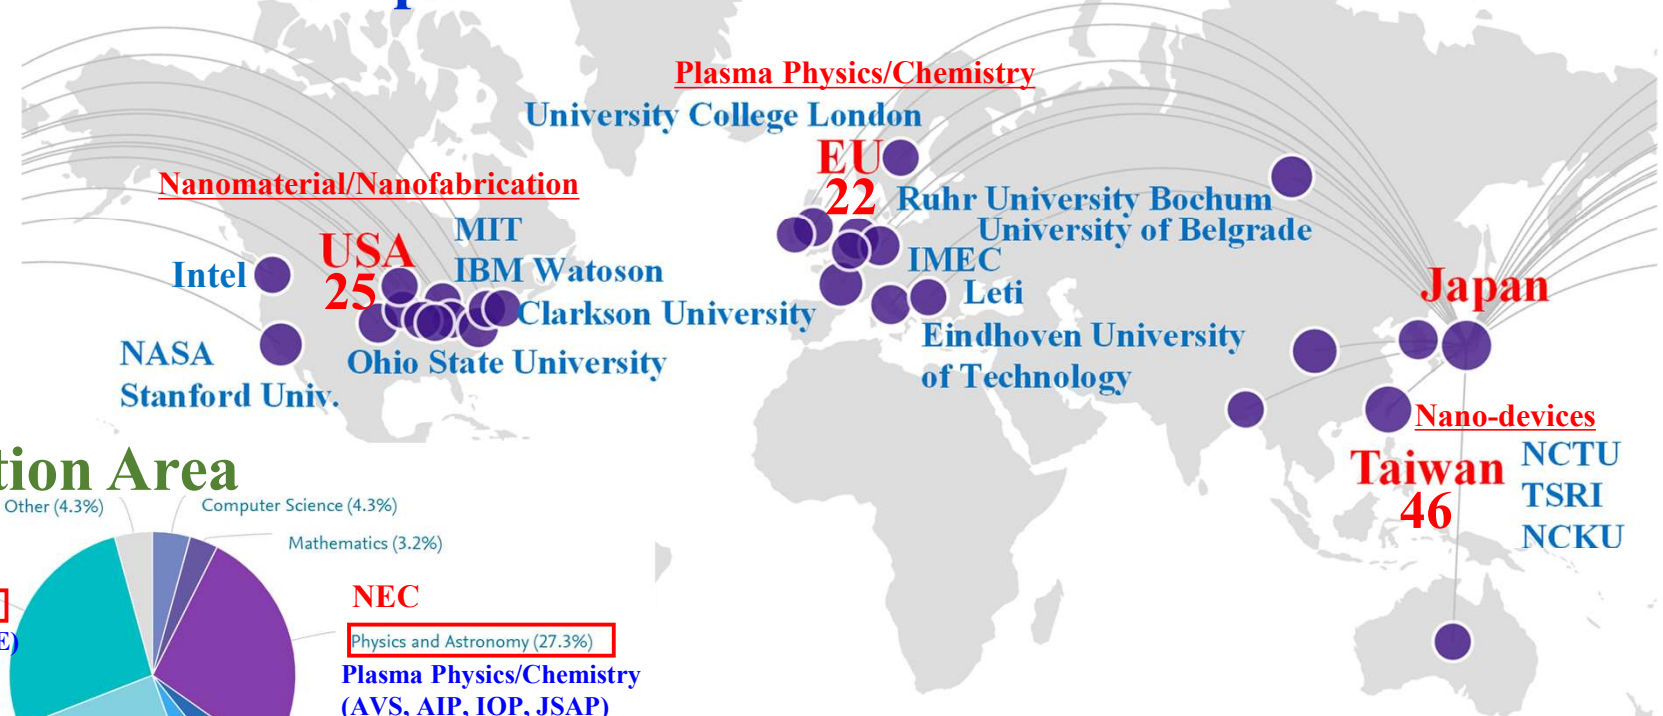 Plasma Physics/Chemistry
University College London
EU
22
Ruhr University Bochum
University of Belgrade
IMEC
Leti
Eindhoven University
of Technology
Nanomaterial/Nanofabrication
MIT
USA
IBM Watoson
25
Intel
Clarkson University
NASA
Ohio State University
Stanford Univ.
Japan
Nano-devices
Taiwan
46
NCTU
TSRI
NCKU
tion Area
Other (4.3%)
Computer Science (4.3%)
Mathematics (3.2%)
NEC
Physics and Astronomy (27.3%)
E)
Plasma Physics/Chemistry
(AVS, AIP, IOP, JSAP)